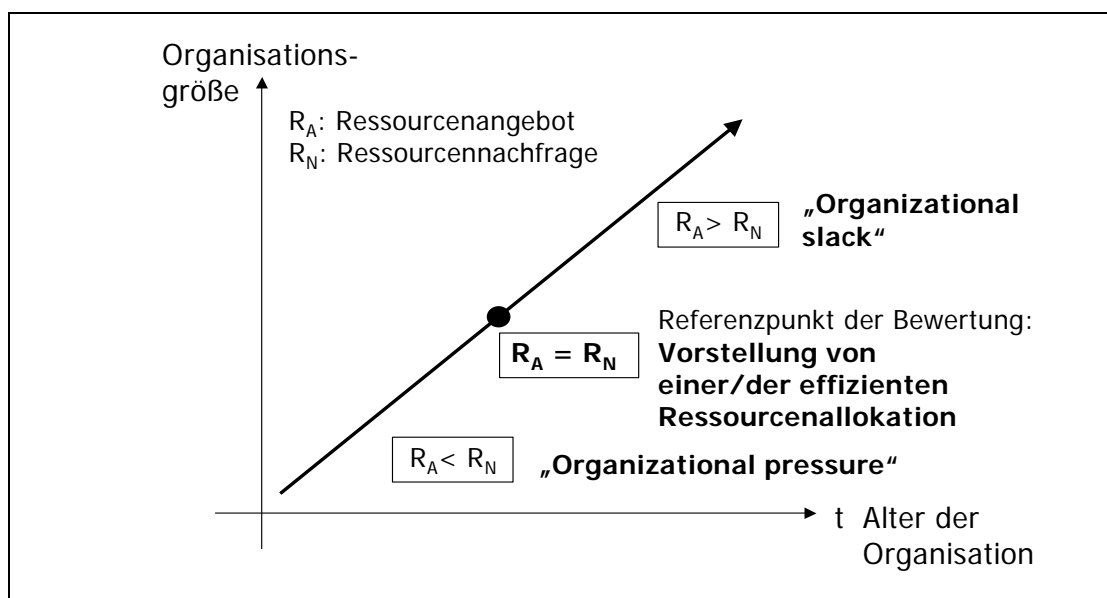 Organisations-
größe
R_A: Ressourcenangebot
R_N: Ressourcennachfrage
R_A> R_N
„Organizational
slack“
R_A = R_N
Referenzpunkt der Bewertung:
Vorstellung von
einer/der effizienten
Ressourcenallokation
R_A< R_N
„Organizational pressure“
t Alter der
Organisation